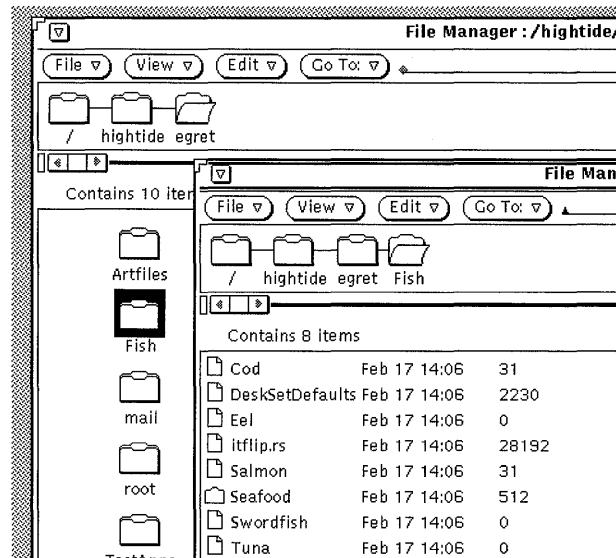 File Manager : /hightide/
File View Edit Go To:
/ hightide egret
Contains 10 iter
Artfiles
Fish
mail
root
File Man
File View Edit Go To:
/ hightide egret Fish
Contains 8 items
Cod Feb 17 14:06 31
DeskSetDefaults Feb 17 14:06 2230
Eel Feb 17 14:06 0
itflip.rs Feb 17 14:06 28192
Salmon Feb 17 14:06 31
Seafood Feb 17 14:06 512
Swordfish Feb 17 14:06 0
Tuna Feb 17 14:06 0